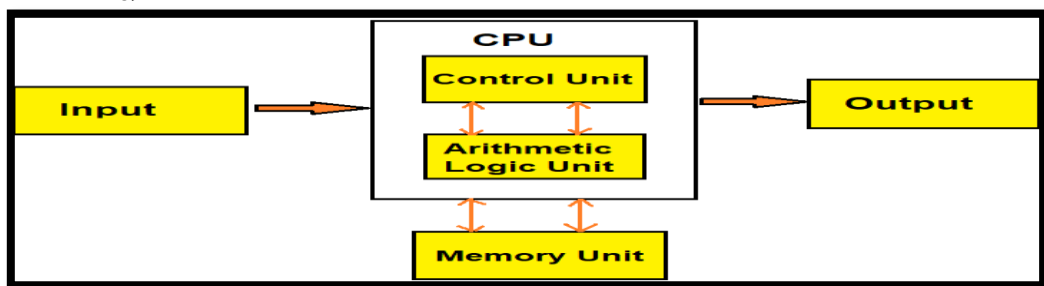 CPU
Control Unit
Input
Output
Arithmetic
Logic Unit
Memory Unit